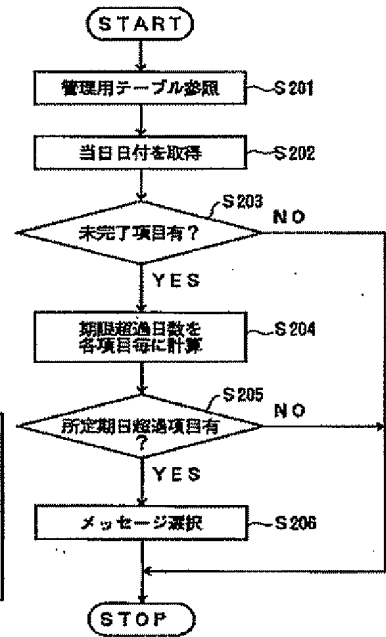 START
管理用テーブル参照
S201
当日日付を取得
S202
S203
未完了項目有?
NO
YES
期限超過日数を
各項目毎に計算
S204
S205
所定期日超過項目有
?
NO
YES
メッセージ選択
S206
STOP